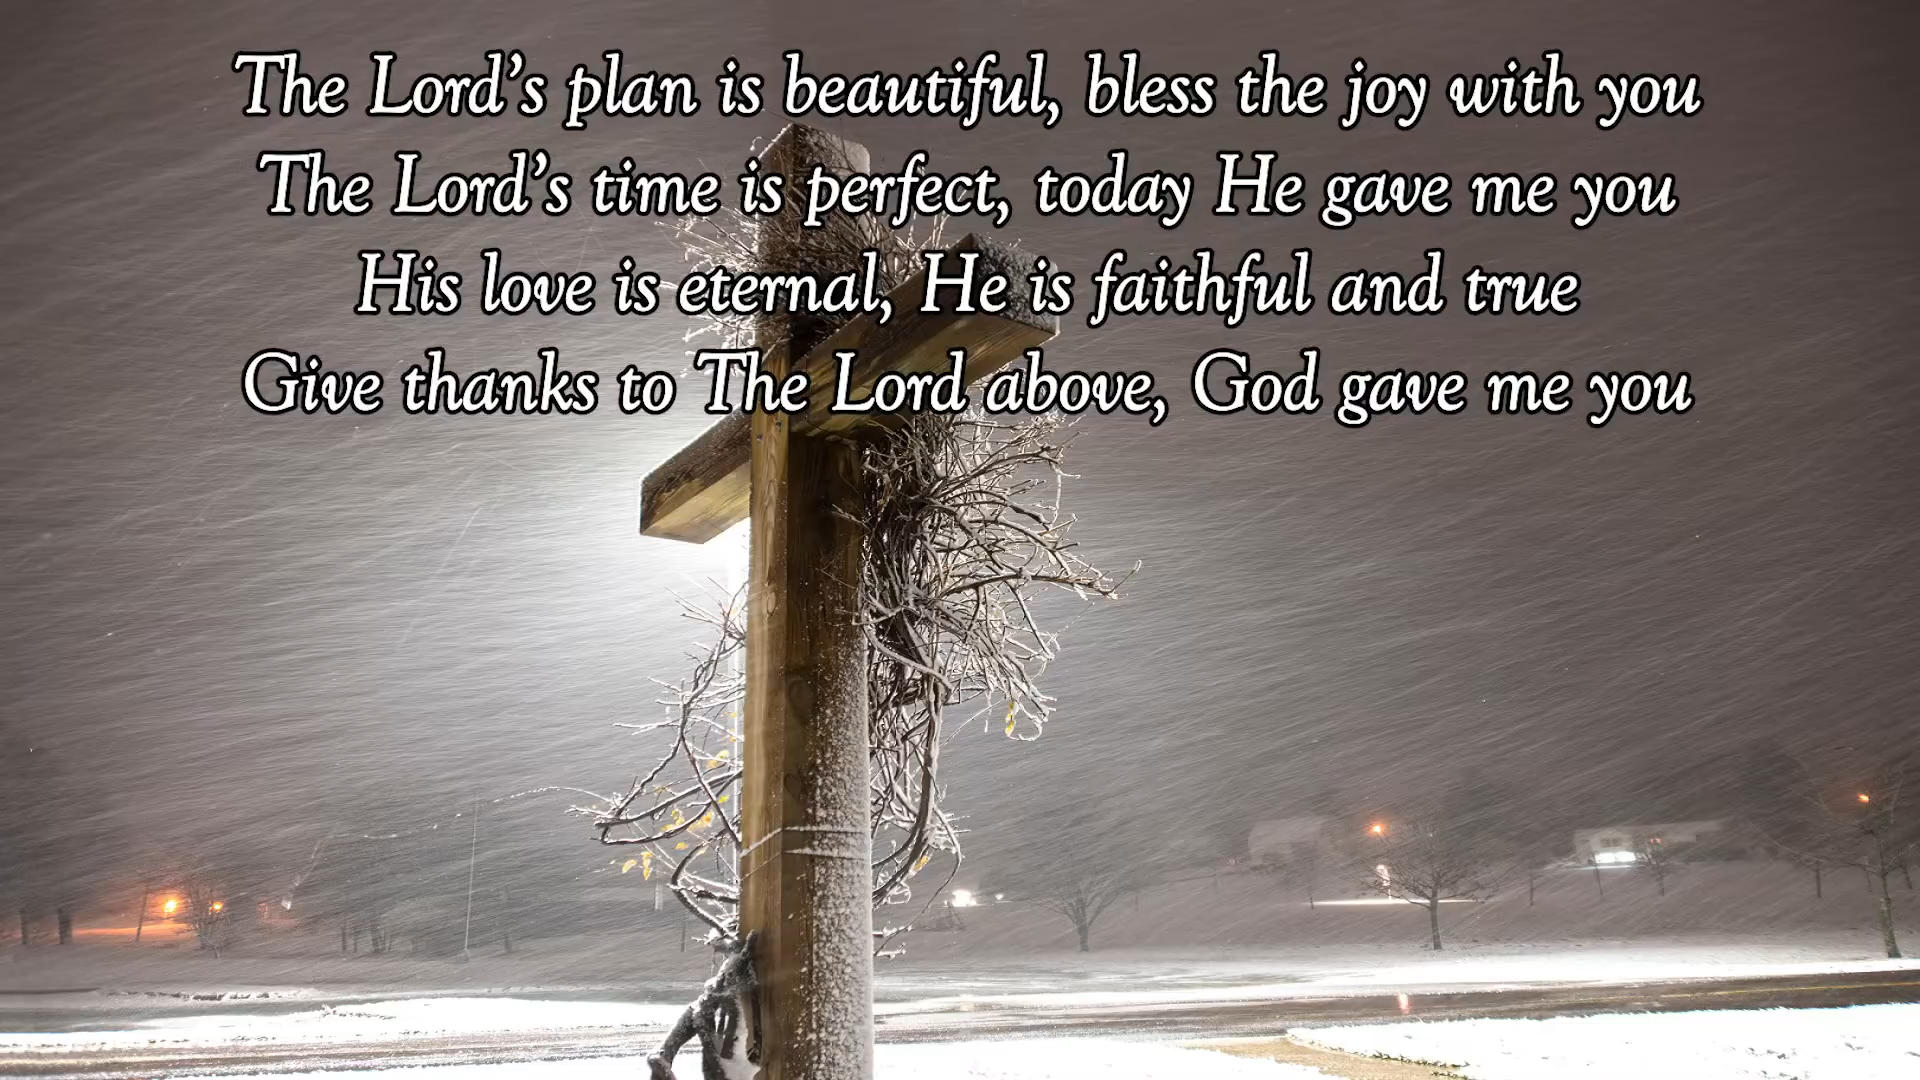 The Lord’s plan is beautiful, bless the joy with you
The Lord’s time is perfect, today He gave me you
His love is eternal, He is faithful and true
Give thanks to The Lord above, God gave me you